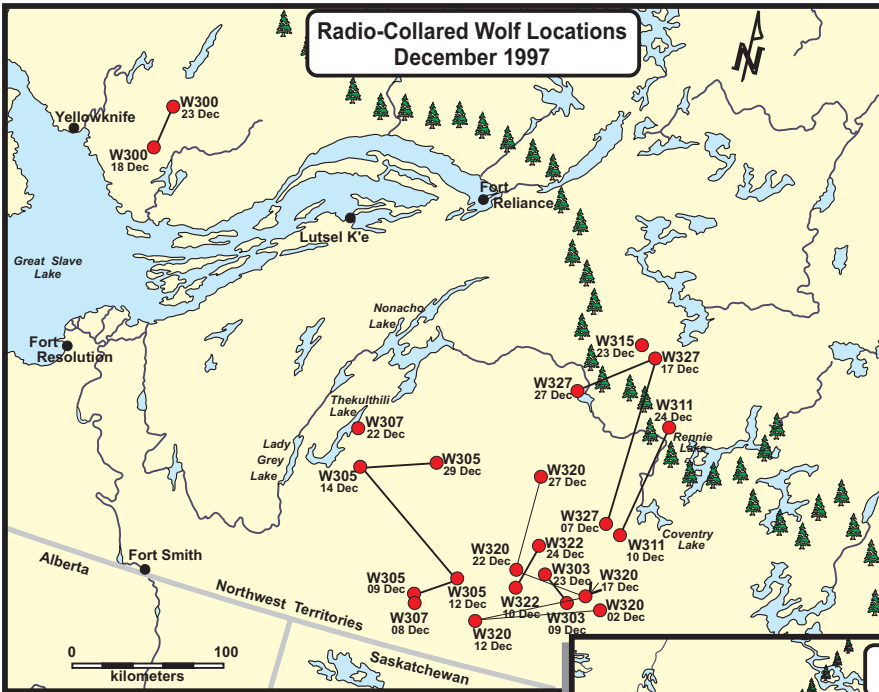 Radio-Collared Wolf Locations
December 1997
N
W300
23 Dec
Yellowknife
W300
18 Dec
Fort
Reliance
Lutsel K'e
Great Slave
Lake
Nonacho
Lake
Fort
Resolution
W315
23 Dec
W327
17 Dec
W327
27 Dec
Thekulthili
Lake
W307
22 Dec
W311
24 Dec
Rennie
Lake
Lady
Grey
Lake
W305
29 Dec
W305
14 Dec
W320
27 Dec
W327
07 Dec
W311
10 Dec
Coventry
Lake
W322
24 Dec
W320
22 Dec
Fort Smith
Alberta
W303
23 Dec
W320
17 Dec
W305
09 Dec
W305
12 Dec
W322
10 Dec
W303
09 Dec
W320
02 Dec
W307
08 Dec
W320
12 Dec
Northwest Territories
Saskatchewan
0 100
kilometers